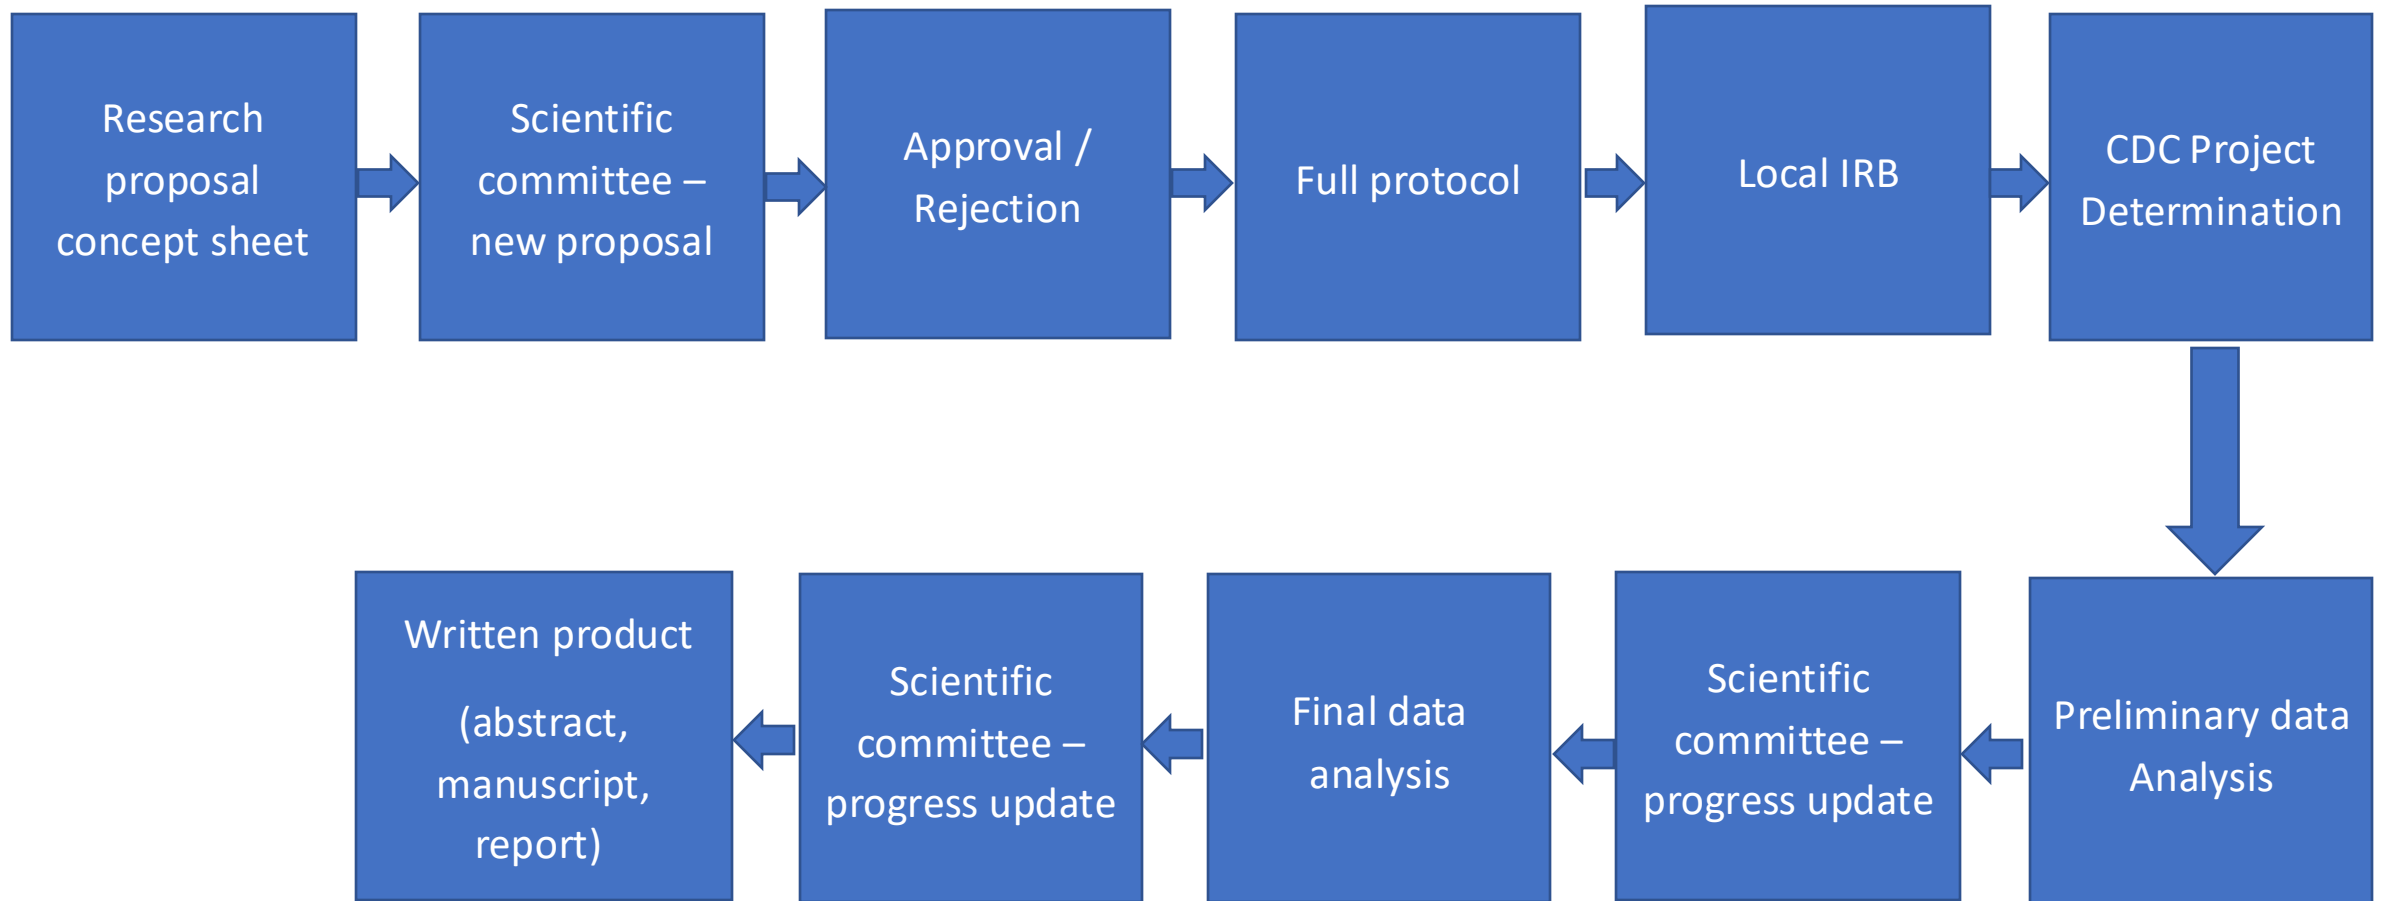 Research
proposal
concept sheet
Scientific
committee –
new proposal
Approval /
Rejection
Full protocol
Local IRB
CDC Project
Determination
Preliminary data
Analysis
Scientific
committee –
progress update
Final data
analysis
Scientific
committee –
progress update
Written product
(abstract,
manuscript,
report)